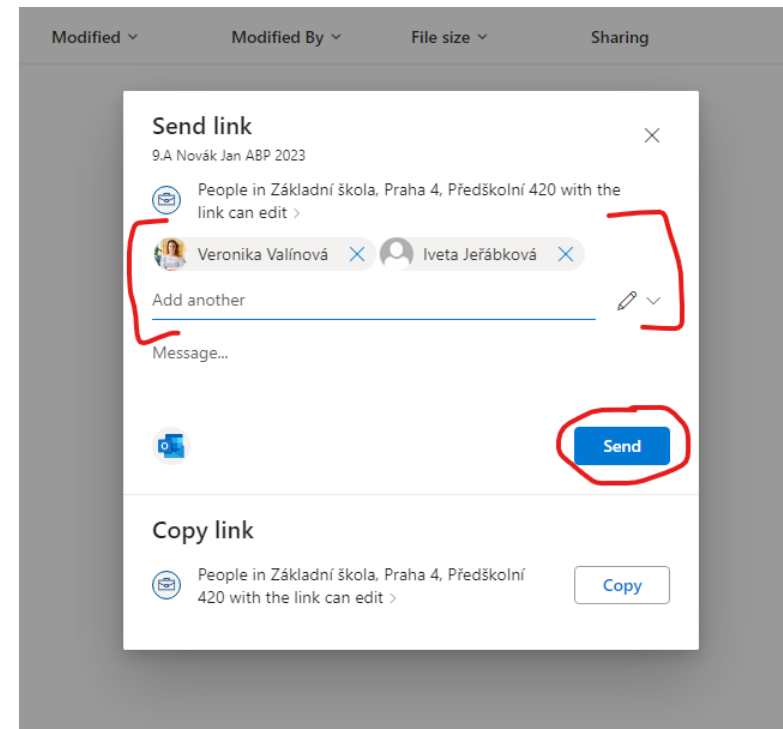 Modified Modified By File size Sharing
Send link
9.A Novák Jan ABP 2023
People in Základní škola, Praha 4, Předškolní 420 with the
link can edit >
Veronika Valínová Iveta Jeřábková
Add another
Message...
Send
Copy link
People in Základní škola, Praha 4, Předškolní
420 with the link can edit >
Copy